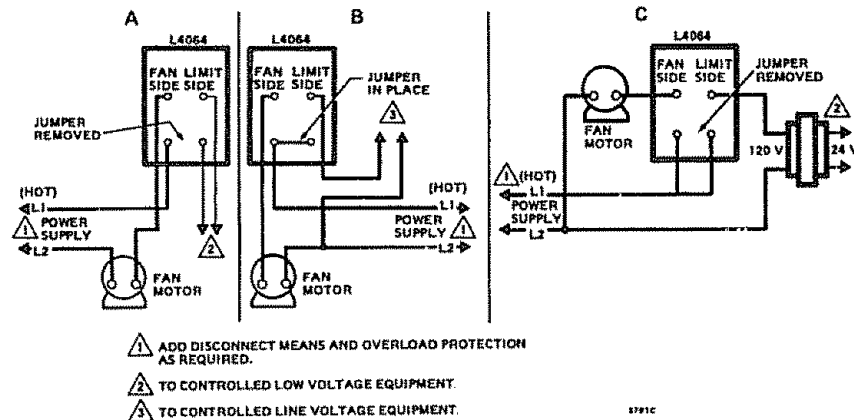 A
L4064
FAN SIDE
LIMIT SIDE
JUMPER
REMOVED
(HOT)
L1
1 POWER
SUPPLY
L2
2
FAN
MOTOR
B
L4064
FAN SIDE
LIMIT SIDE
JUMPER
IN PLACE
3
(HOT)
L1
POWER
SUPPLY 1
L2
FAN
MOTOR
C
L4064
FAN SIDE
LIMIT SIDE
JUMPER
REMOVED
FAN
MOTOR
2
120 V
24 V
1 (HOT)
L1
POWER
SUPPLY
L2
1 ADD DISCONNECT MEANS AND OVERLOAD PROTECTION
AS REQUIRED.
2 TO CONTROLLED LOW VOLTAGE EQUIPMENT.
3 TO CONTROLLED LINE VOLTAGE EQUIPMENT.